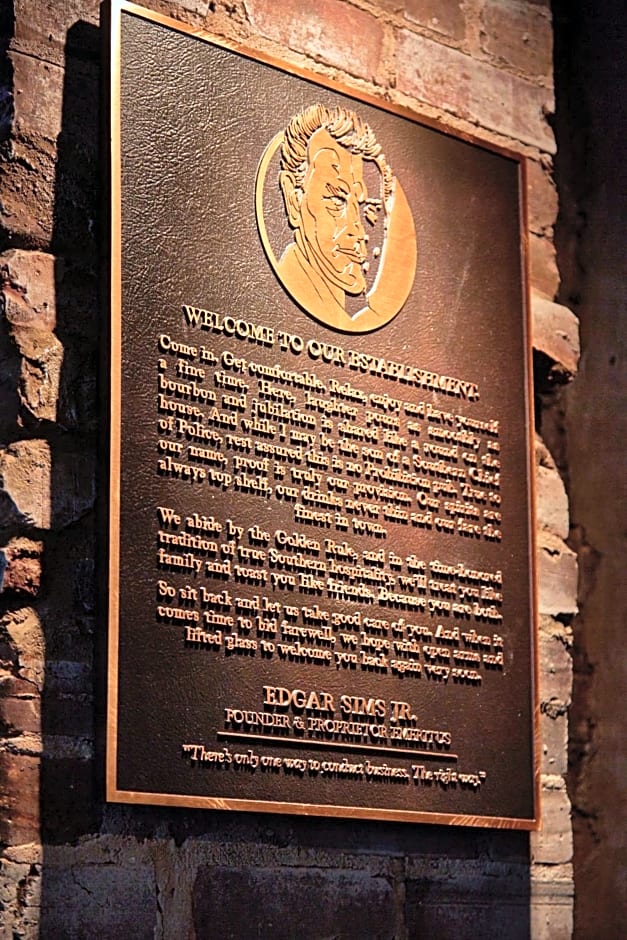 WELCOME TO OUR ESTABLISHMENT
Come in, Get comfortable, Relax, enjoy and have yourself
a fine time. Here, laughter pours as smoothly as
bourbon and jubilation is shared like a round on the
house. And while I may be the son of a Southern Chief
of Police, rest assured this is no Prohibition post. True to
our name, proof is truly our provision. Our spirits are
always top shelf, our drinks never thin and our fare the
finest in town.
We abide by the Golden Rule, and in the time-honored
tradition of true Southern hospitality, we'll treat you like
family and toast you like friends. Because you are both.
So sit back and let us take good care of you. And when it
comes time to bid farewell, we hope with open arms and
lifted glass to welcome you back again very soon.
EDGAR SIMS JR.
FOUNDER & PROPRIETOR EMERITUS
"There's only one way to conduct business. The right way."